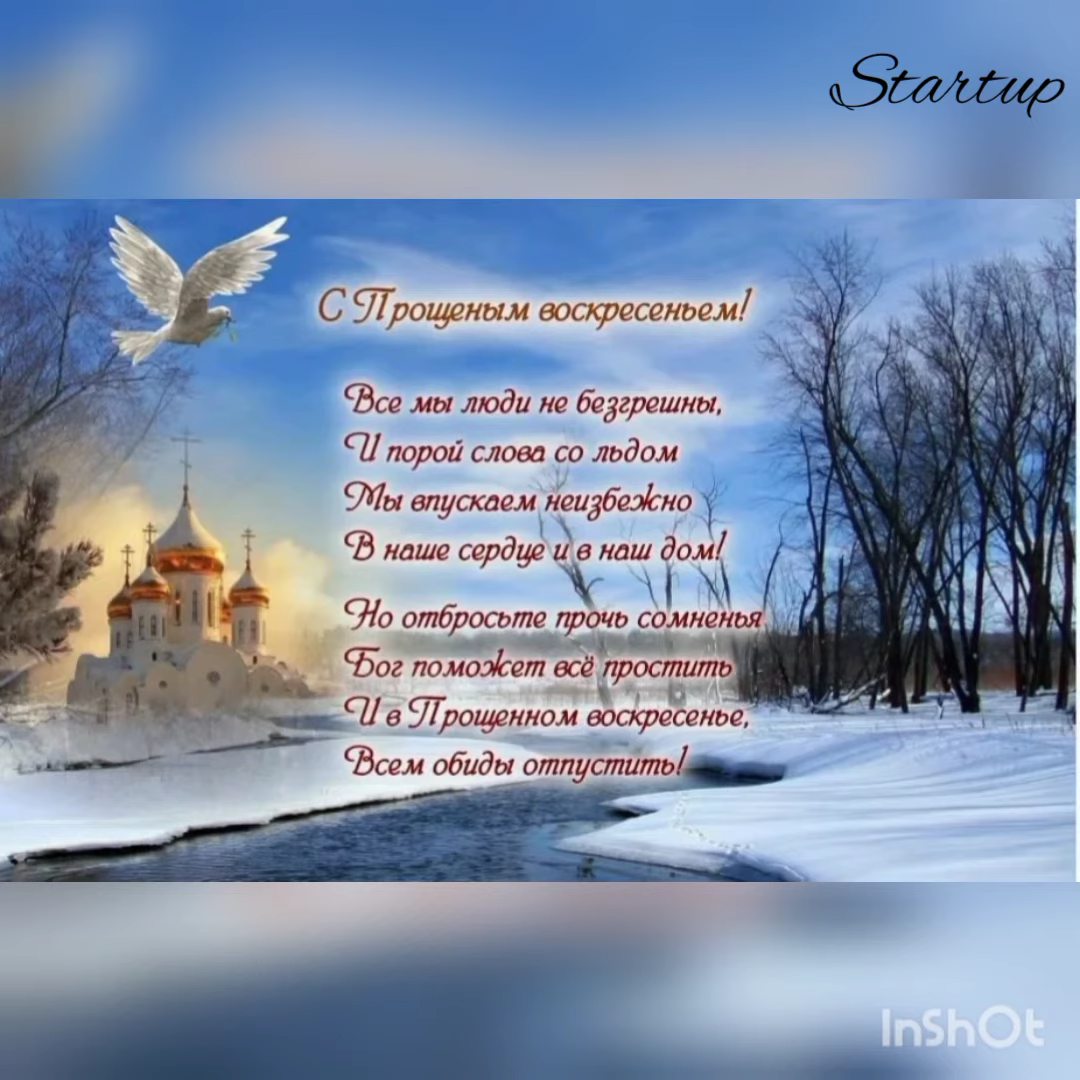 Startup
С Прощеным воскресеньем!
Все мы люди не безгрешны,
И порой слова со льдом
Мы впускаем неизбежно
В наше сердце и в наш дом!
Но отбросьте прочь сомненья
Бог поможет всё простить
И в Прощенном воскресенье,
Всем обиды отпустить!
InShOt